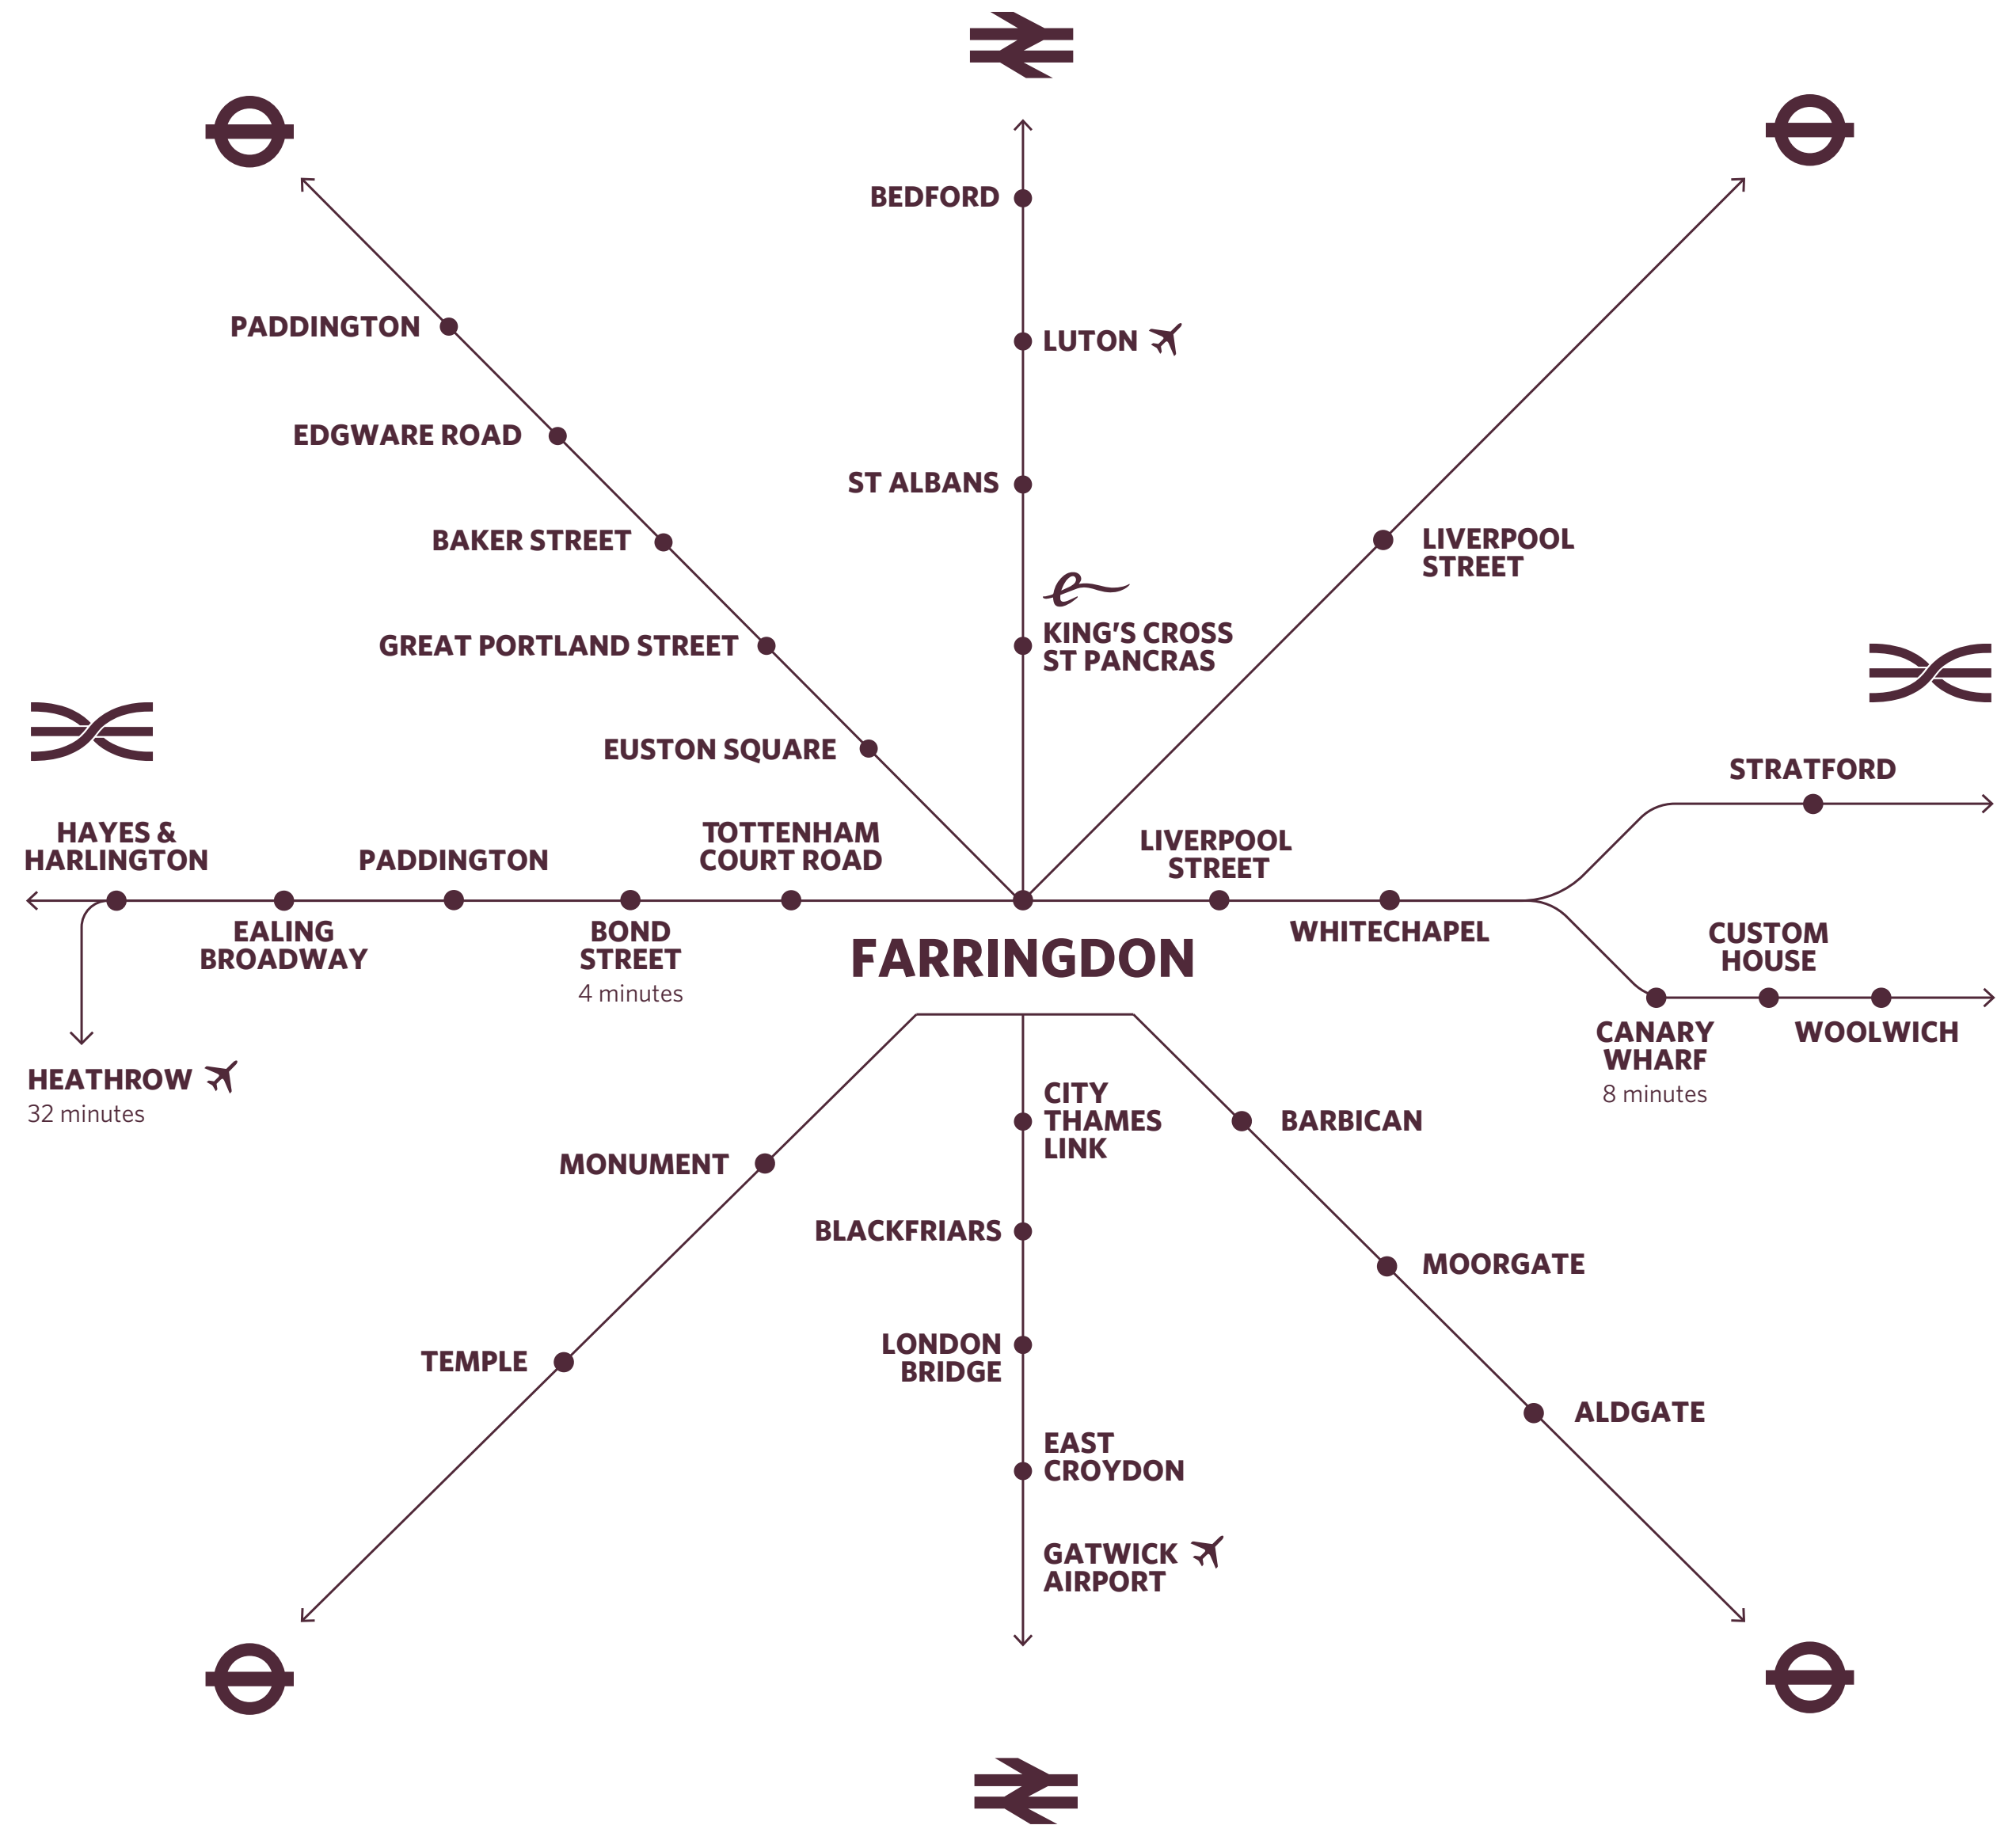 BEDFORD
PADDINGTON
LUTON
EDGWARE ROAD
ST ALBANS
BAKER STREET
LIVERPOOL
STREET
e
KING'S CROSS
ST PANCRAS
GREAT PORTLAND STREET
EUSTON SQUARE
STRATFORD
HAYES &
HARLINGTON
PADDINGTON
TOTTENHAM
COURT ROAD
LIVERPOOL
STREET
EALING
BROADWAY
BOND
STREET
4 minutes
FARRINGDON
WHITECHAPEL
CUSTOM
HOUSE
CANARY
WHARF
8 minutes
WOOLWICH
HEATHROW
32 minutes
CITY
THAMES
LINK
BARBICAN
MONUMENT
BLACKFRIARS
MOORGATE
LONDON
BRIDGE
TEMPLE
ALDGATE
EAST
CROYDON
GATWICK
AIRPORT